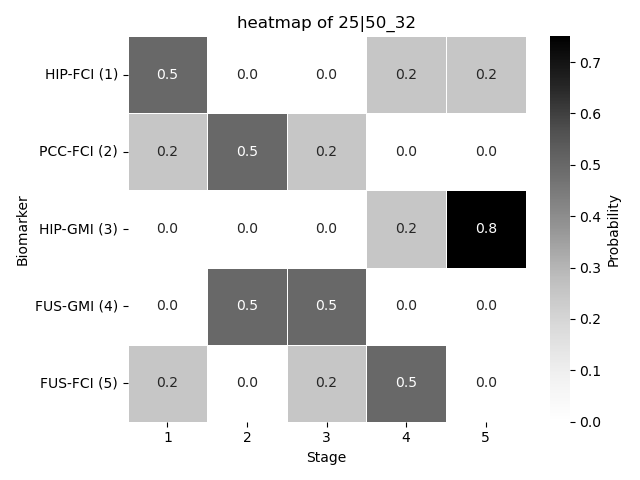 heatmap of 25|50_32
HIP-FCI (1) 0.5 0.0 0.0 0.2 0.2
PCC-FCI (2) 0.2 0.5 0.2 0.0 0.0
HIP-GMI (3) 0.0 0.0 0.0 0.2 0.8
FUS-GMI (4) 0.0 0.5 0.5 0.0 0.0
FUS-FCI (5) 0.2 0.0 0.2 0.5 0.0
1 2 3 4 5
Stage
Biomarker
0.7
0.6
0.5
0.4
0.3
0.2
0.1
0.0
Probability